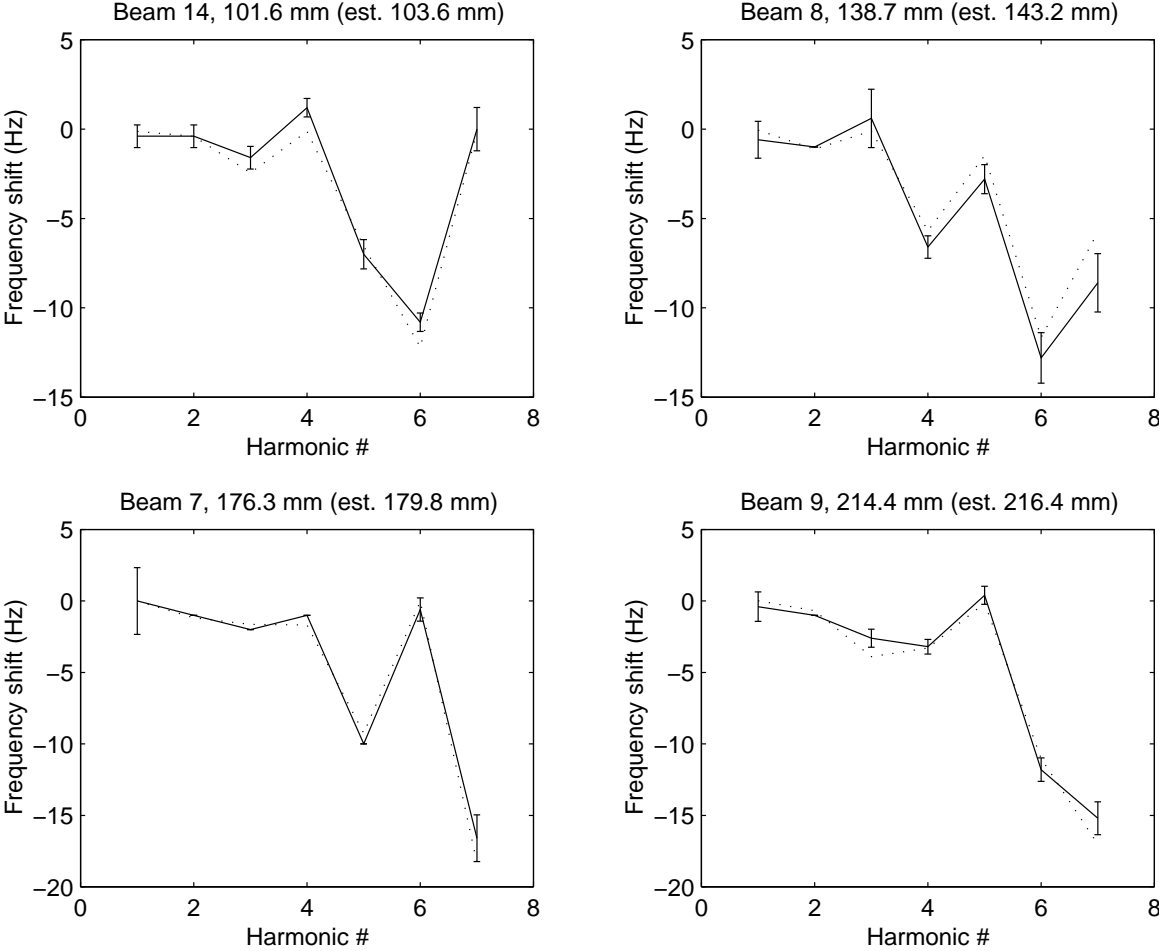 Beam 14, 101.6 mm (est. 103.6 mm)
5
0
−5
−10
−15
0 2 4 6 8
Frequency shift (Hz)
Harmonic #
Beam 8, 138.7 mm (est. 143.2 mm)
5
0
−5
−10
−15
0 2 4 6 8
Frequency shift (Hz)
Harmonic #
Beam 7, 176.3 mm (est. 179.8 mm)
5
0
−5
−10
−15
−20
0 2 4 6 8
Frequency shift (Hz)
Harmonic #
Beam 9, 214.4 mm (est. 216.4 mm)
5
0
−5
−10
−15
−20
0 2 4 6 8
Frequency shift (Hz)
Harmonic #